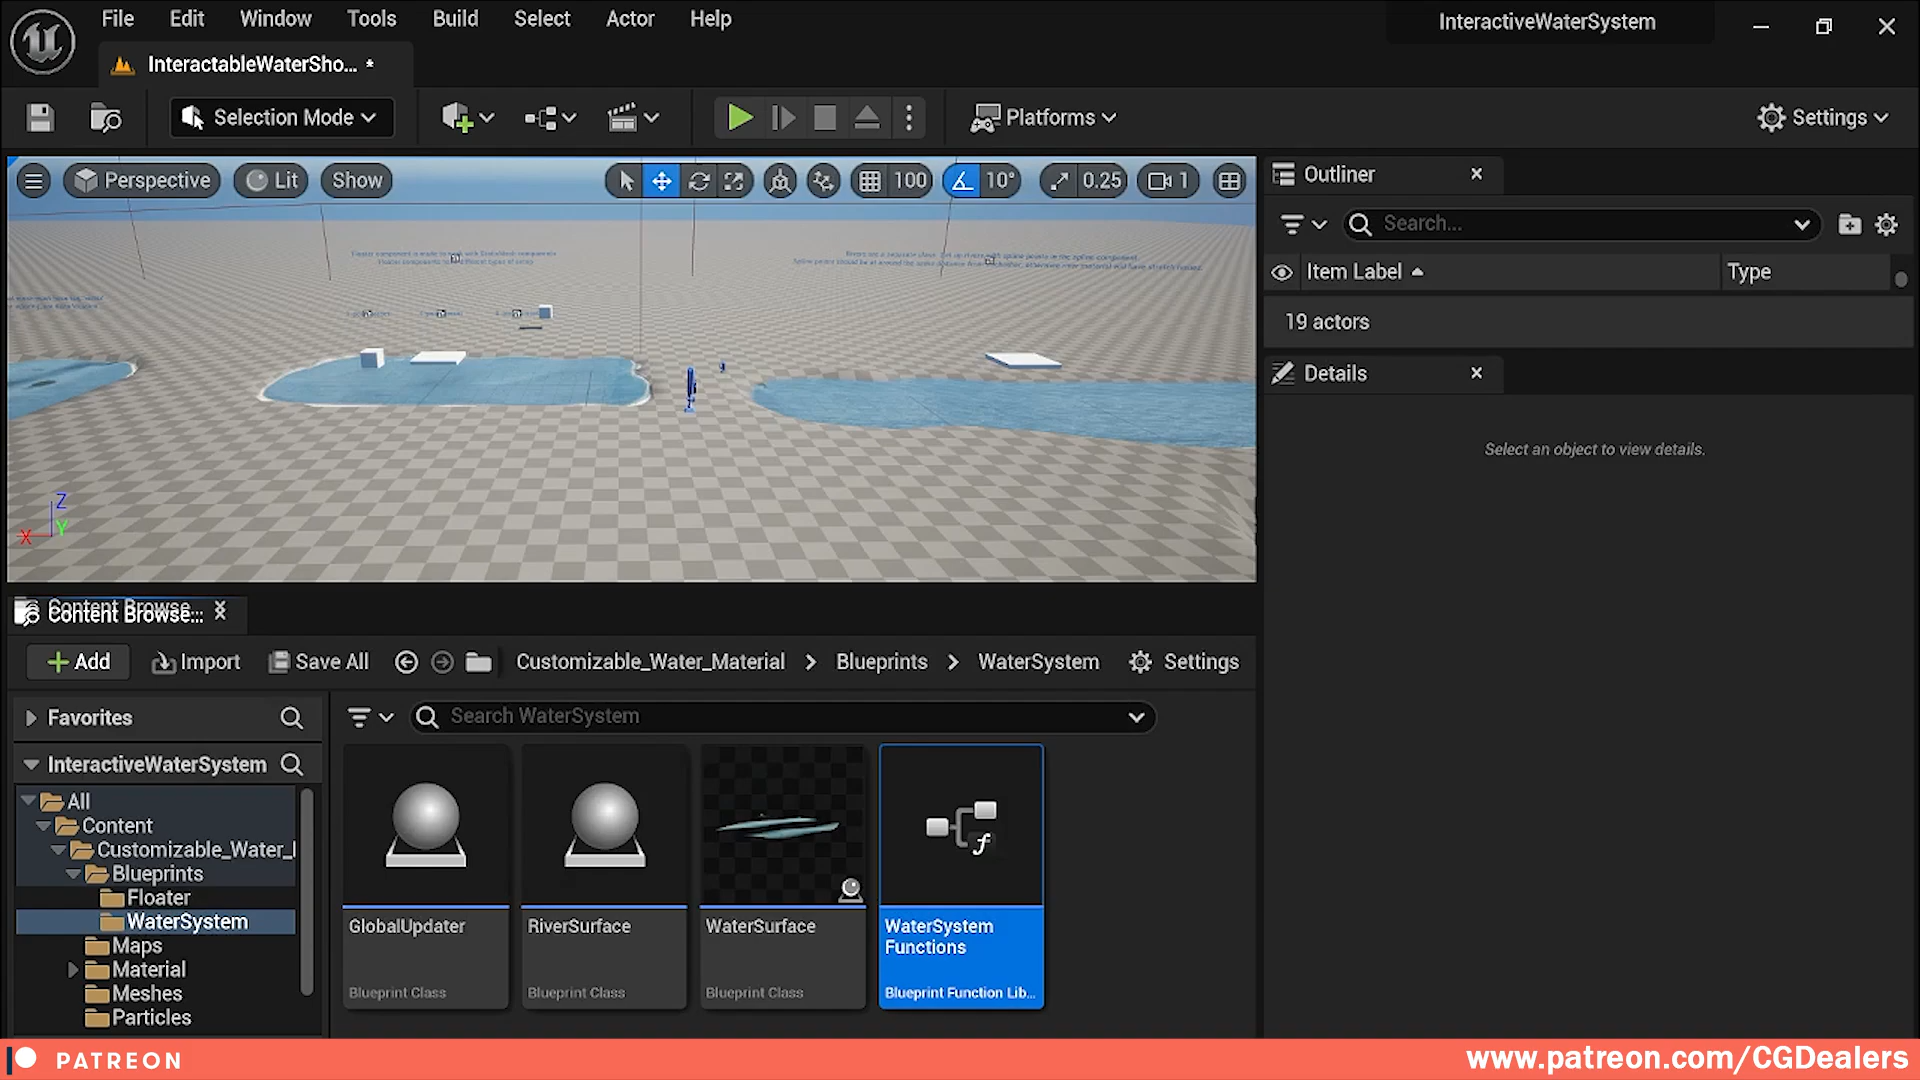 File Edit Window Tools Build Select Actor Help
InteractiveWaterSystem
InteractableWaterSho... *
Selection Mode
Platforms
Settings
Perspective Lit Show
100 10° 0.25 1
Z
Y
X
Outliner
Search...
Item Label Type
19 actors
Details
Select an object to view details.
Content Browse...
Add Import Save All Customizable_Water_Material > Blueprints > WaterSystem Settings
Favorites
Search WaterSystem
InteractiveWaterSystem
All
Content
Customizable_Water_
Blueprints
Floater
WaterSystem
Maps
Material
Meshes
Particles
GlobalUpdater
Blueprint Class
RiverSurface
Blueprint Class
WaterSurface
Blueprint Class
WaterSystem
Functions
Blueprint Function Lib...
PATREON
www.patreon.com/CGDealers